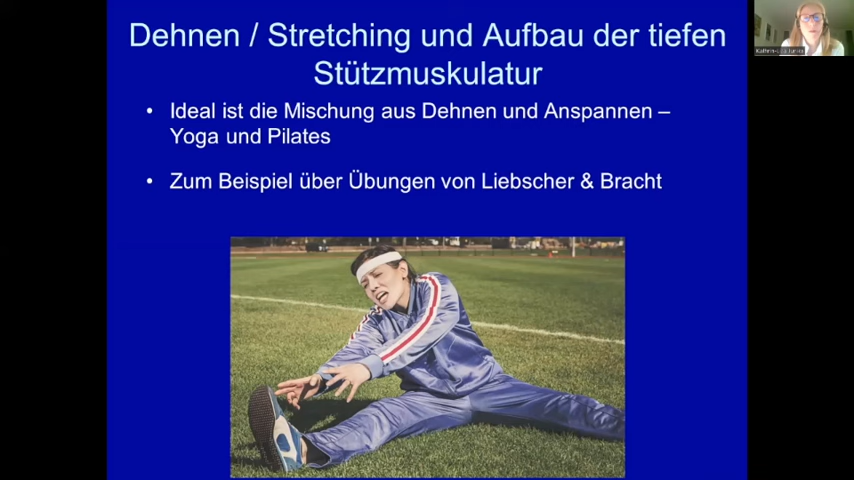 Dehnen / Stretching und Aufbau der tiefen
Stützmuskulatur
• Ideal ist die Mischung aus Dehnen und Anspannen –
Yoga und Pilates
• Zum Beispiel über Übungen von Liebscher & Bracht